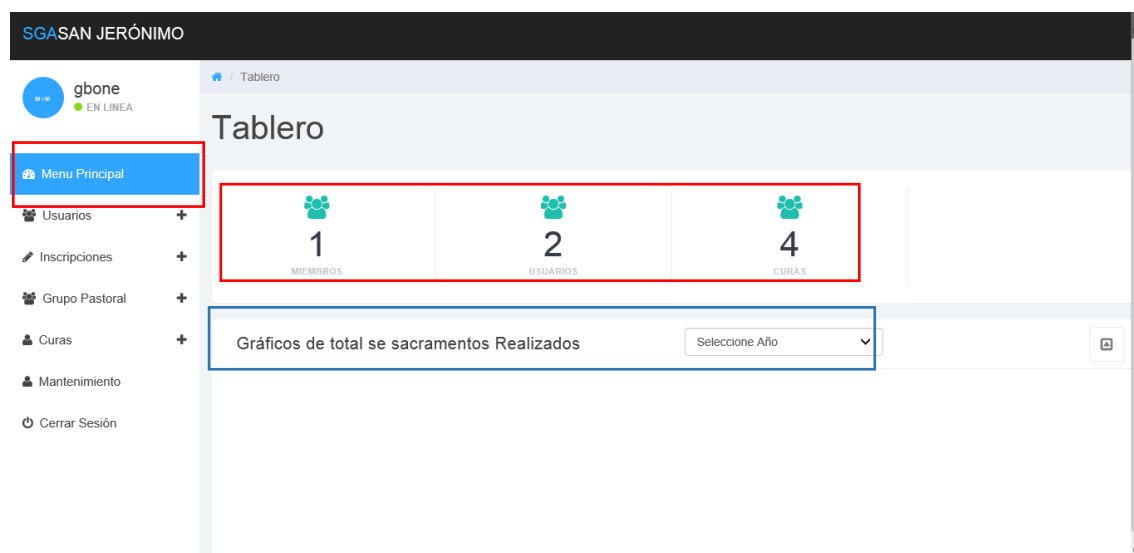 SGASAN JERÓNIMO
gbone
EN LINEA
Tablero
Tablero
Menu Principal
Usuarios
Inscripciones
Grupo Pastoral
Curas
Mantenimiento
Cerrar Sesión
1
MIEMBROS
2
USUARIOS
4
CURAS
Gráficos de total se sacramentos Realizados
Seleccione Año